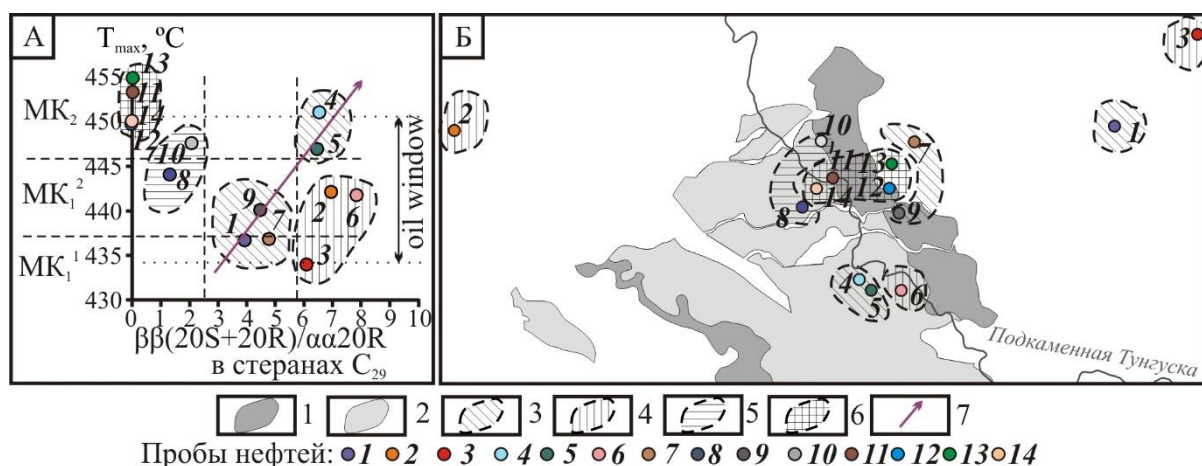 А
T max, ºC
455
450
445
440
435
430
МК₂
МК₁²
МК₁¹
13
11
14
12
10
8
4
5
9
1
7
2
6
3
oil window
0 1 2 3 4 5 6 7 8 9 10
ββ(20S+20R)/αα20R
в стеранах C₂₉
Б
3
2
1
10
7
11
13
12
14
8
9
4
5
6
Подкаменная Тунгуска
1 2 3 4 5 6 7
Пробы нефтей: 1 2 3 4 5 6 7 8 9 10 11 12 13 14